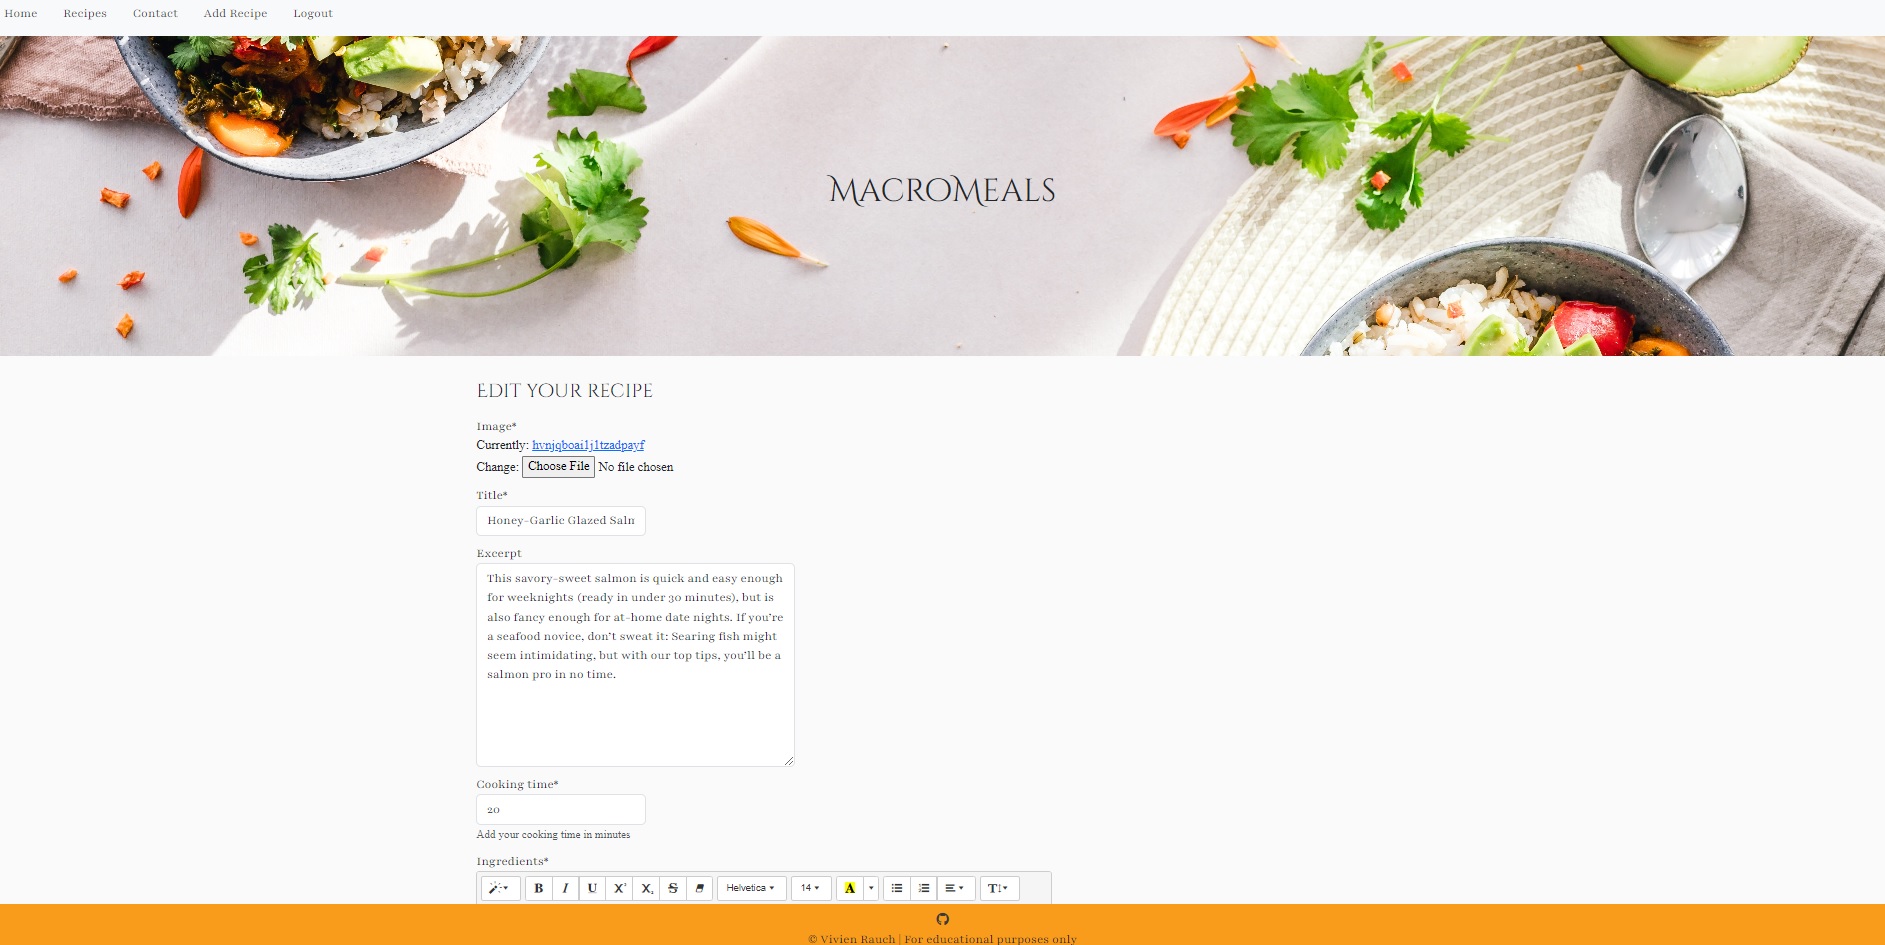 Home Recipes Contact Add Recipe Logout
MacroMeals
Edit your recipe
Image*
Currently: hvnjqboai1j1tzadpayf
Change: Choose File No file chosen
Title*
Honey-Garlic Glazed Saln
Excerpt
This savory-sweet salmon is quick and easy enough
for weeknights (ready in under 30 minutes), but is
also fancy enough for at-home date nights. If you're
a seafood novice, don't sweat it: Searing fish might
seem intimidating, but with our top tips, you'll be a
salmon pro in no time.
Cooking time*
20
Add your cooking time in minutes
Ingredients*
B I U X² X₂ S Helvetica 14 A T
© Vivien Rauch | For educational purposes only